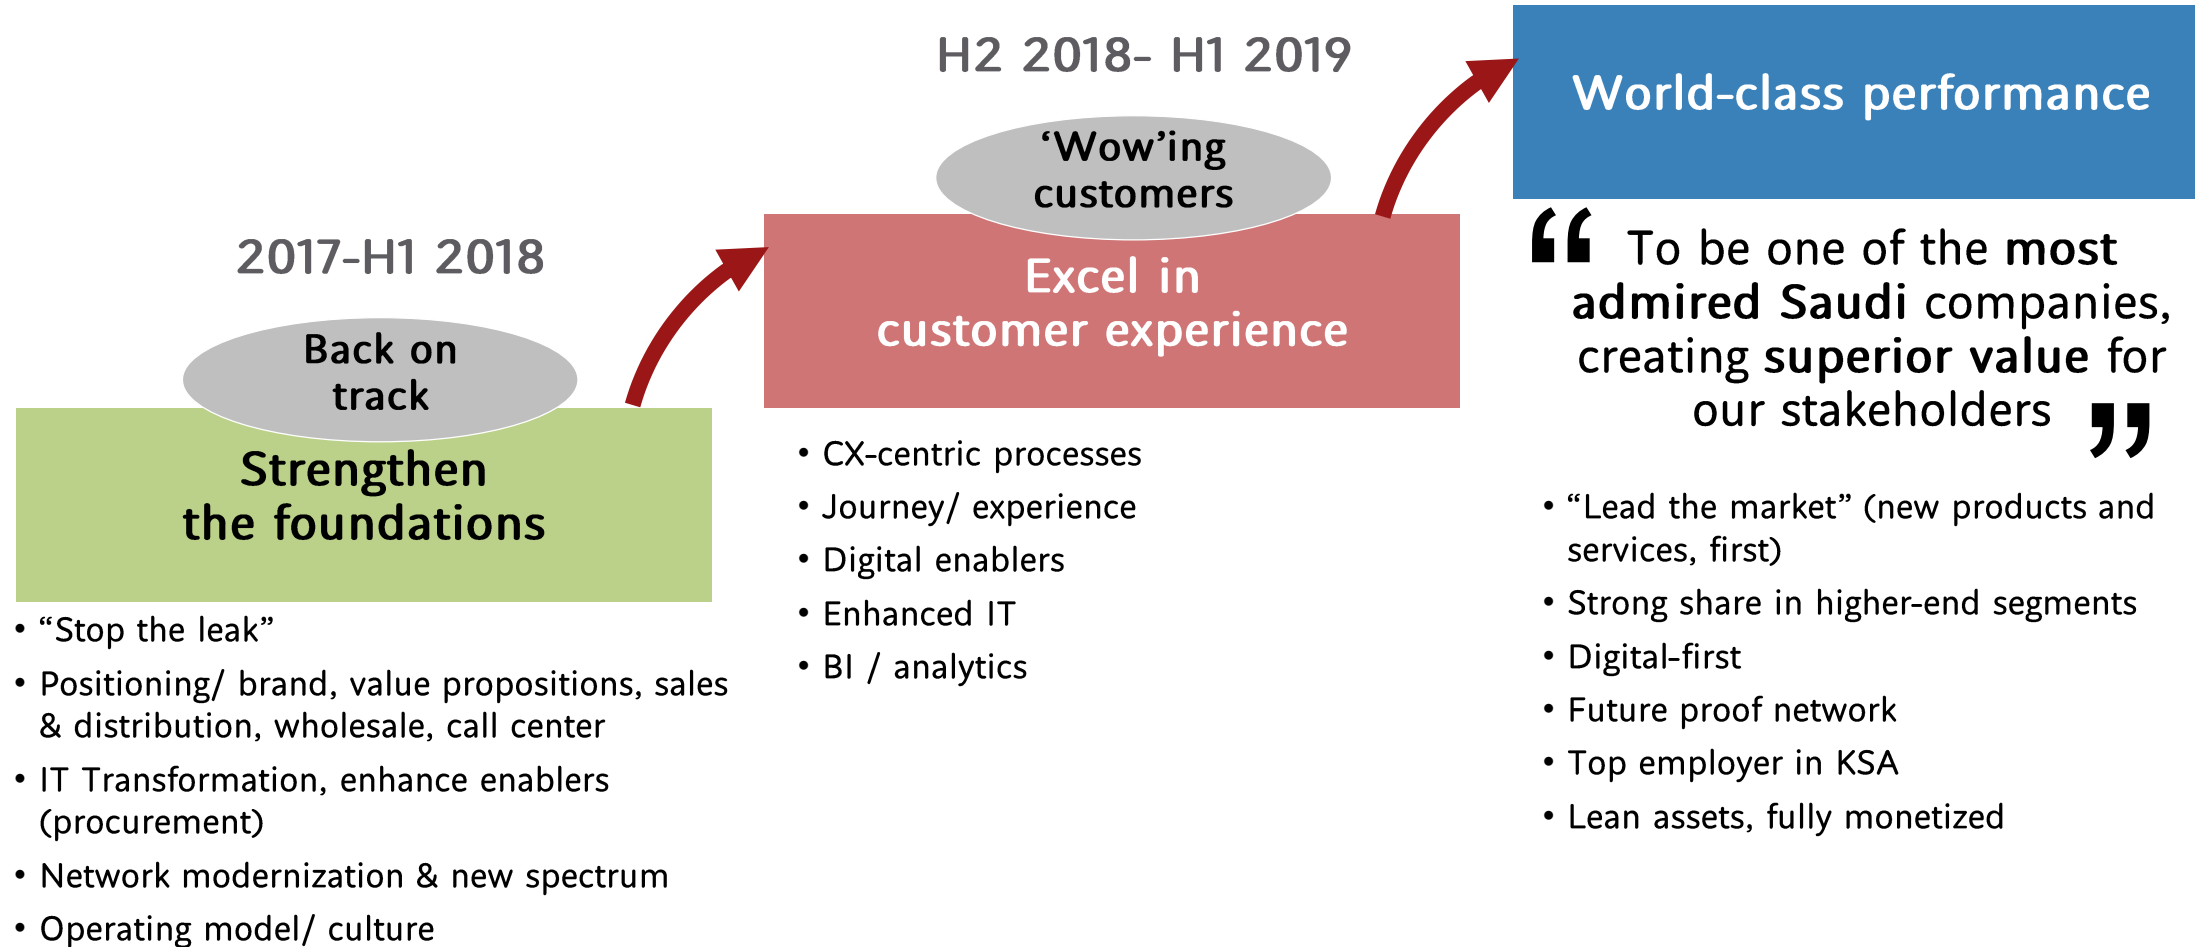 2017-H1 2018
Back on
track
Strengthen
the foundations
• “Stop the leak”
• Positioning/ brand, value propositions, sales
& distribution, wholesale, call center
• IT Transformation, enhance enablers
(procurement)
• Network modernization & new spectrum
• Operating model/ culture
H2 2018- H1 2019
‘Wow’ing
customers
Excel in
customer experience
• CX-centric processes
• Journey/ experience
• Digital enablers
• Enhanced IT
• BI / analytics
World-class performance
“ To be one of the most
admired Saudi companies,
creating superior value for
our stakeholders ”
• “Lead the market” (new products and
services, first)
• Strong share in higher-end segments
• Digital-first
• Future proof network
• Top employer in KSA
• Lean assets, fully monetized